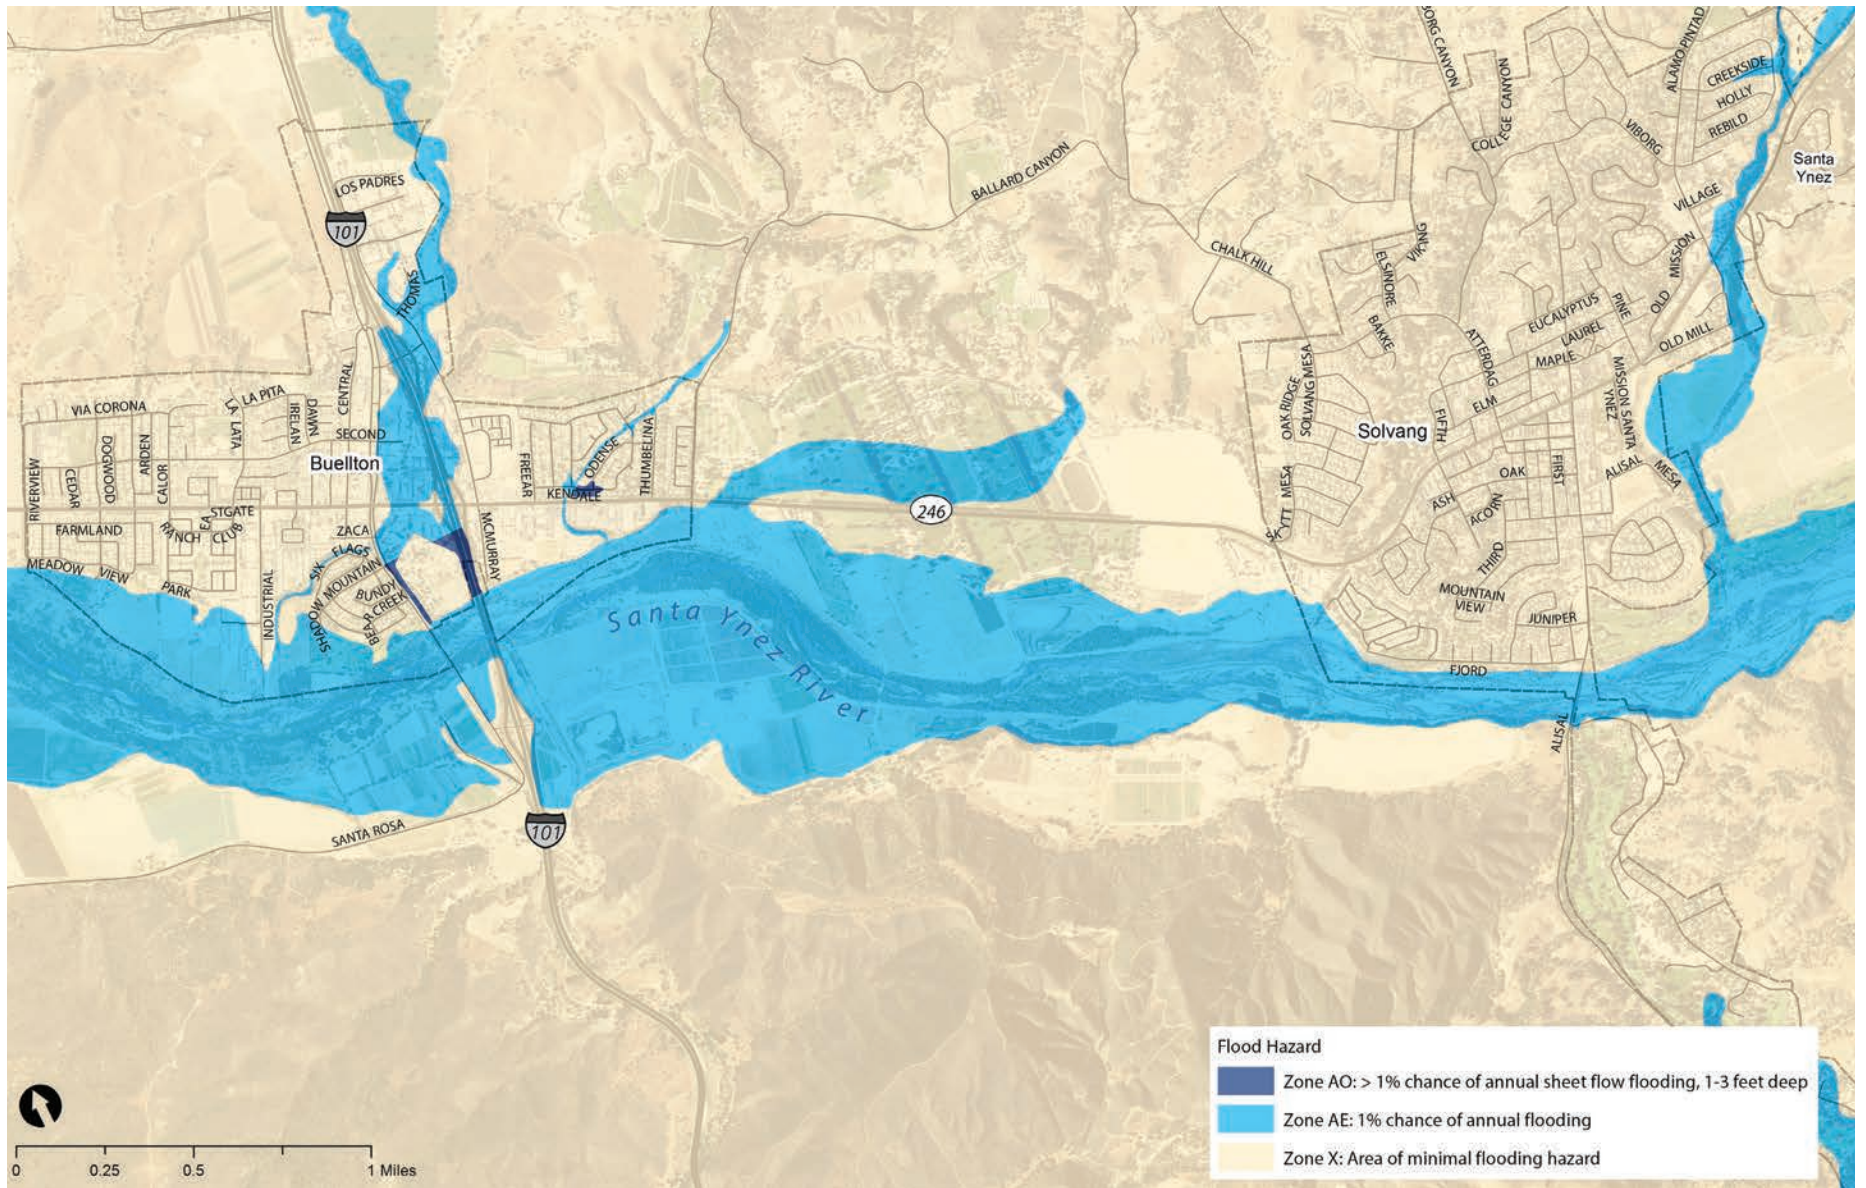 BORG CANYON
COLLEGE CANYON
ALAMO PINTAD
CREEKSIDE
HOLLY
REBILD
VIBORG
Santa
Ynez
VILLAGE
BALLARD CANYON
LOS PADRES
101
CHALK HILL
VIKING
ELSINORE
OLD MISSION
THOMAS
BAKKE
EUCALYPTUS
PINE
LAUREL
OLD MILL
MAPLE
ATTERDAG
CENTRAL
OAK RIDGE
SOLVANG MESA
MISSION SANTA
YNEZ
VIA CORONA
LA PITA
LA LATA
IRELAN
DAWN
ELM
FIFTH
Solvang
SECOND
Buellton
ARDEN
DOGWOOD
CALOR
CEDAR
RIVERVIEW
FREEAR
ODENSE
THUMBELINA
KENDALE
OAK
FIRST
ALISAL
MESA
ASH
ACORN
246
SKYTT MESA
EASTGATE
FARMLAND
RANCH CLUB
ZACA
MCMURRAY
SIX FLAGS
MEADOW VIEW PARK
MOUNTAIN
SHADOW
BUNDY
BEAR CREEK
INDUSTRIAL
THIRD
MOUNTAIN
VIEW
JUNIPER
Santa Ynez River
FJORD
ALISAL
SANTA ROSA
101
Flood Hazard
Zone AO: > 1% chance of annual sheet flow flooding, 1-3 feet deep
Zone AE: 1% chance of annual flooding
Zone X: Area of minimal flooding hazard
0 0.25 0.5 1 Miles